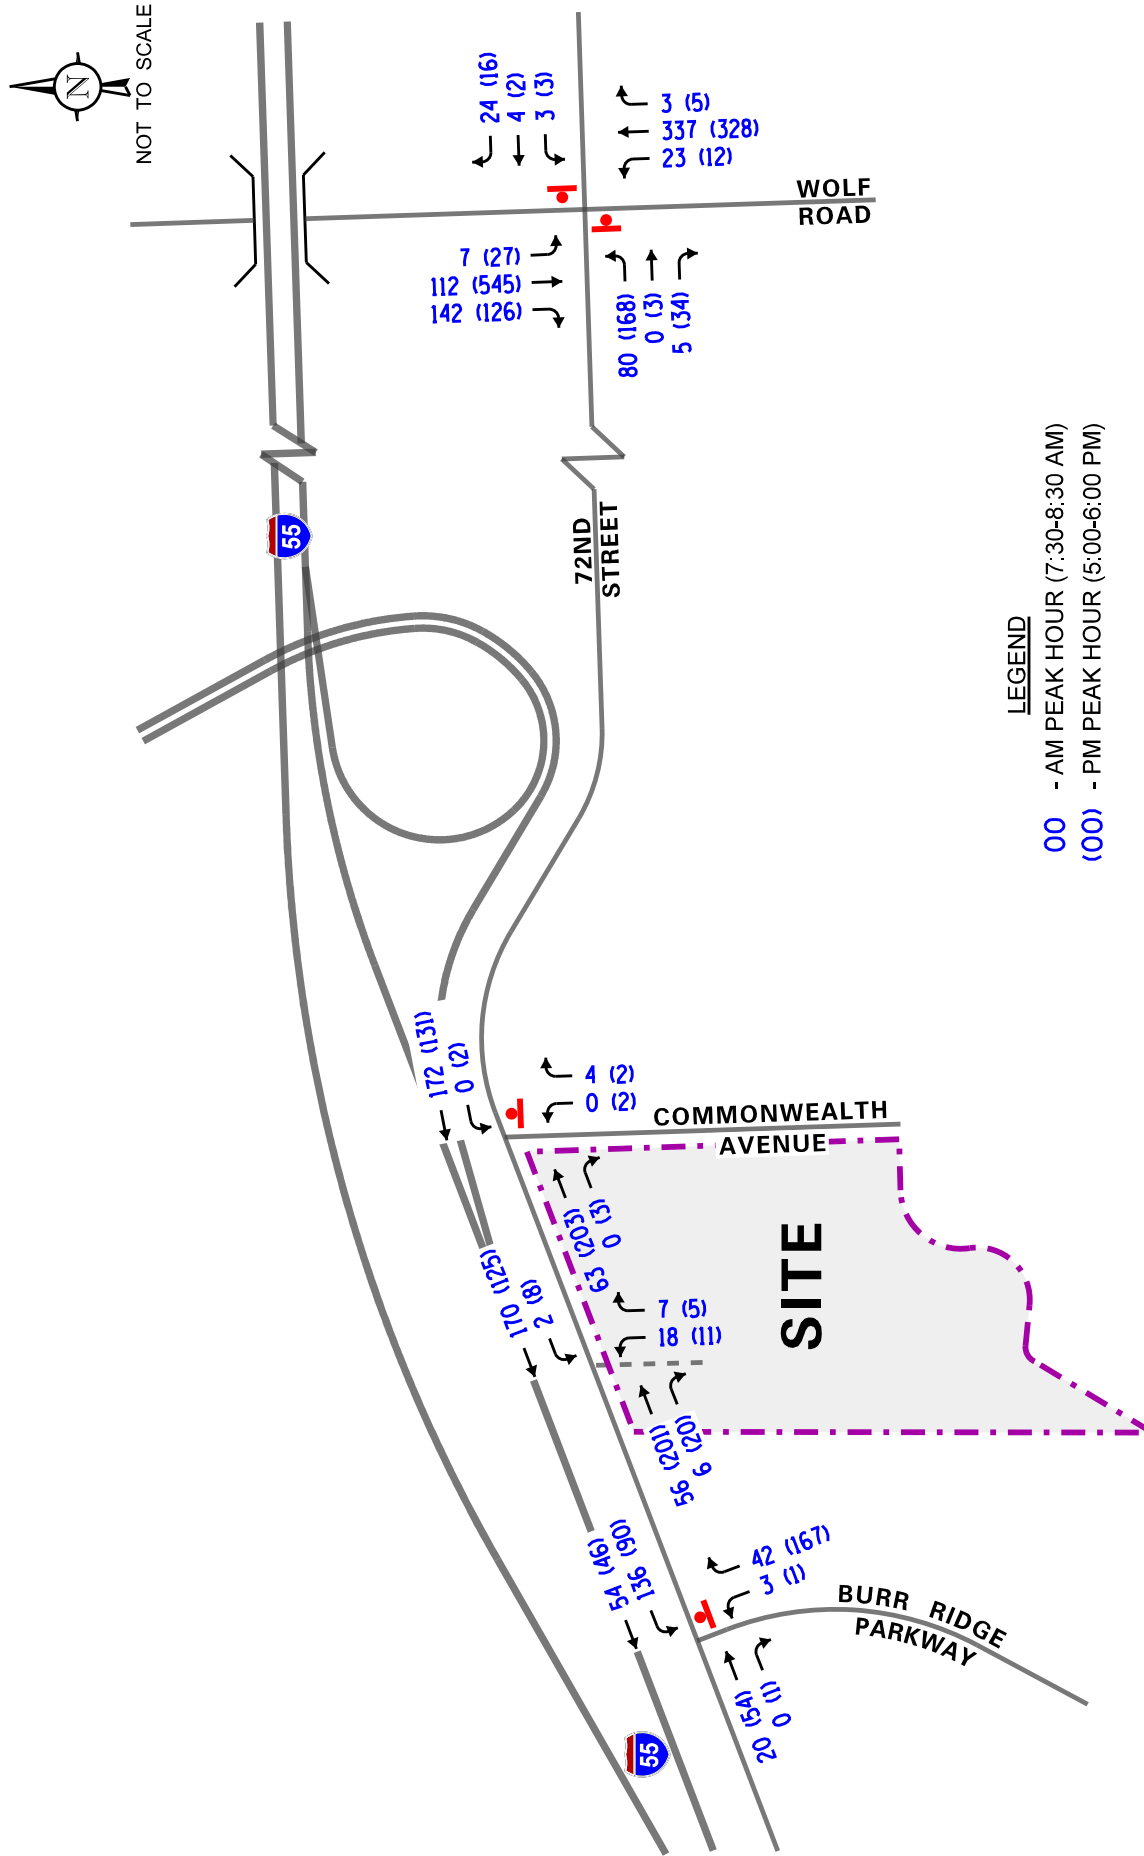 N
NOT TO SCALE
24 (16)
4 (2)
3 (3)
3 (5)
337 (328)
23 (12)
WOLF
ROAD
7 (27)
112 (545)
142 (126)
80 (168)
0 (3)
5 (34)
55
72ND
STREET
172 (131)
0 (2)
4 (2)
0 (2)
COMMONWEALTH
AVENUE
63 (203)
0 (3)
170 (125)
2 (8)
7 (5)
18 (11)
SITE
56 (201)
6 (20)
54 (46)
136 (90)
42 (167)
3 (1)
BURR RIDGE
PARKWAY
20 (54)
0 (1)
55
LEGEND
00 - AM PEAK HOUR (7:30-8:30 AM)
(00) - PM PEAK HOUR (5:00-6:00 PM)